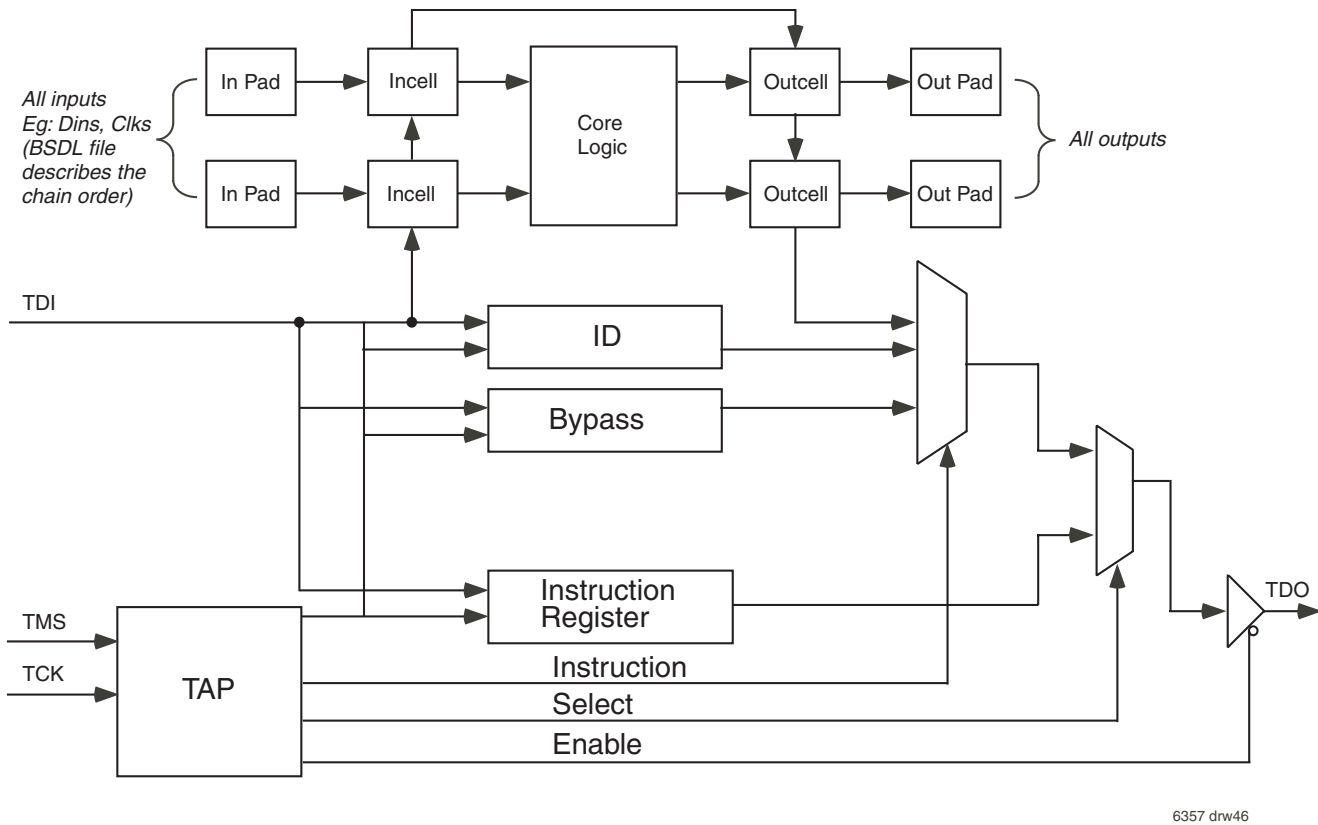 In Pad
Incell
Core
Logic
Outcell
Out Pad
All inputs
Eg: Dins, Clks
(BSDL file
describes the
chain order)
All outputs
In Pad
Incell
Outcell
Out Pad
TDI
ID
Bypass
Instruction
Register
TDO
TMS
TCK
TAP
Instruction
Select
Enable
6357 drw46